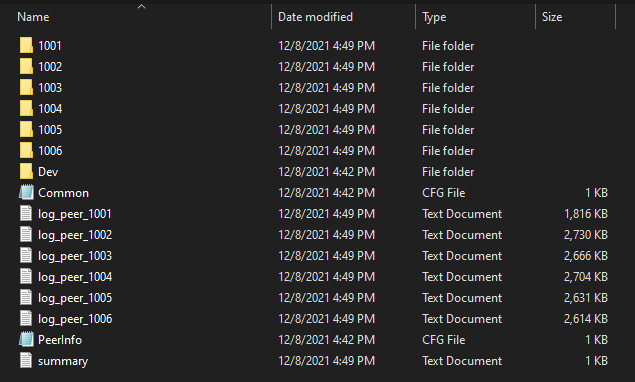 Name Date modified Type Size
1001 12/8/2021 4:49 PM File folder
1002 12/8/2021 4:49 PM File folder
1003 12/8/2021 4:49 PM File folder
1004 12/8/2021 4:49 PM File folder
1005 12/8/2021 4:49 PM File folder
1006 12/8/2021 4:49 PM File folder
Dev 12/8/2021 4:42 PM File folder
Common 12/8/2021 4:42 PM CFG File 1 KB
log_peer_1001 12/8/2021 4:49 PM Text Document 1,816 KB
log_peer_1002 12/8/2021 4:49 PM Text Document 2,730 KB
log_peer_1003 12/8/2021 4:49 PM Text Document 2,666 KB
log_peer_1004 12/8/2021 4:49 PM Text Document 2,704 KB
log_peer_1005 12/8/2021 4:49 PM Text Document 2,631 KB
log_peer_1006 12/8/2021 4:49 PM Text Document 2,614 KB
PeerInfo 12/8/2021 4:42 PM CFG File 1 KB
summary 12/8/2021 4:49 PM Text Document 1 KB